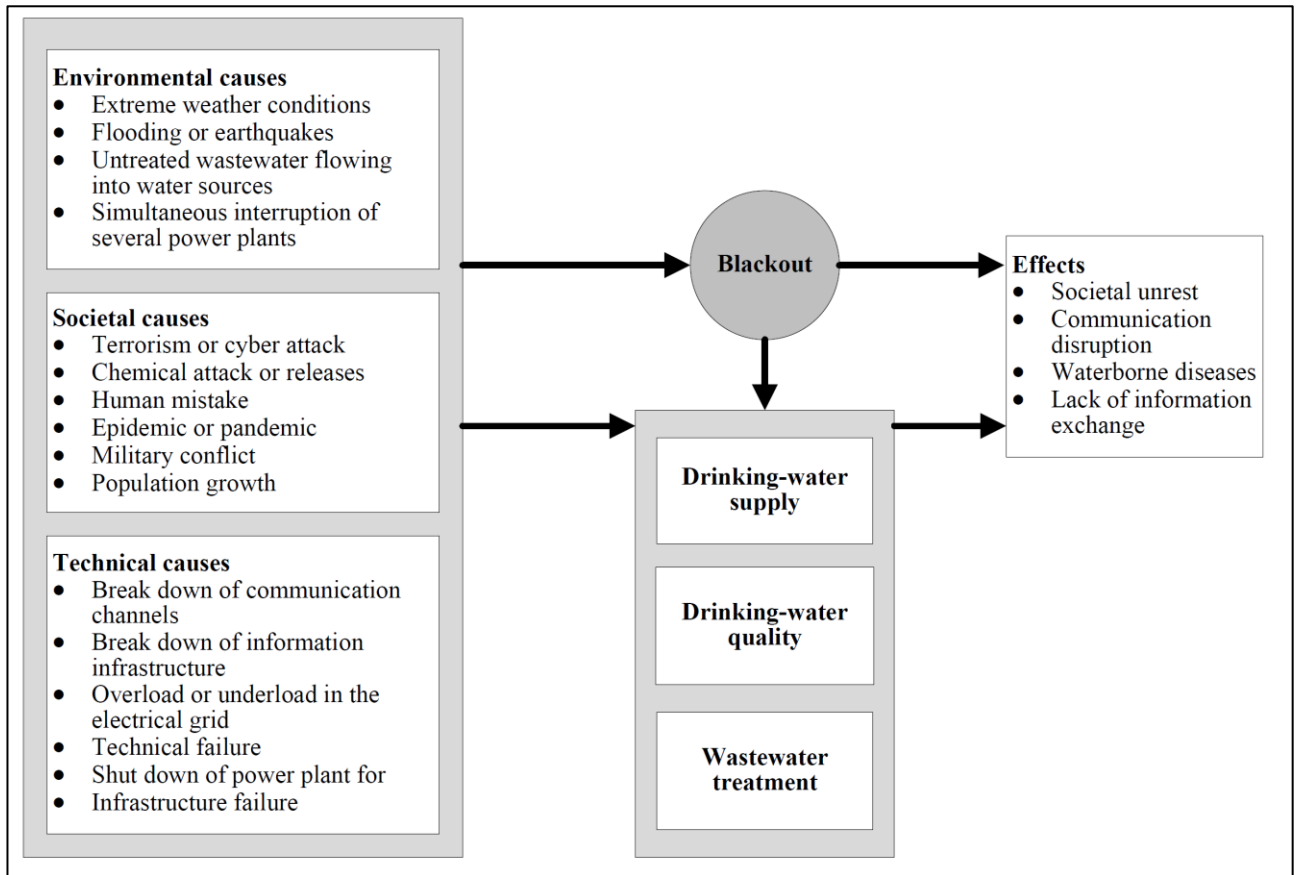 Environmental causes
• Extreme weather conditions
• Flooding or earthquakes
• Untreated wastewater flowing
into water sources
• Simultaneous interruption of
several power plants
Societal causes
• Terrorism or cyber attack
• Chemical attack or releases
• Human mistake
• Epidemic or pandemic
• Military conflict
• Population growth
Technical causes
• Break down of communication
channels
• Break down of information
infrastructure
• Overload or underload in the
electrical grid
• Technical failure
• Shut down of power plant for
• Infrastructure failure
Blackout
Drinking-water
supply
Drinking-water
quality
Wastewater
treatment
Effects
• Societal unrest
• Communication
disruption
• Waterborne diseases
• Lack of information
exchange